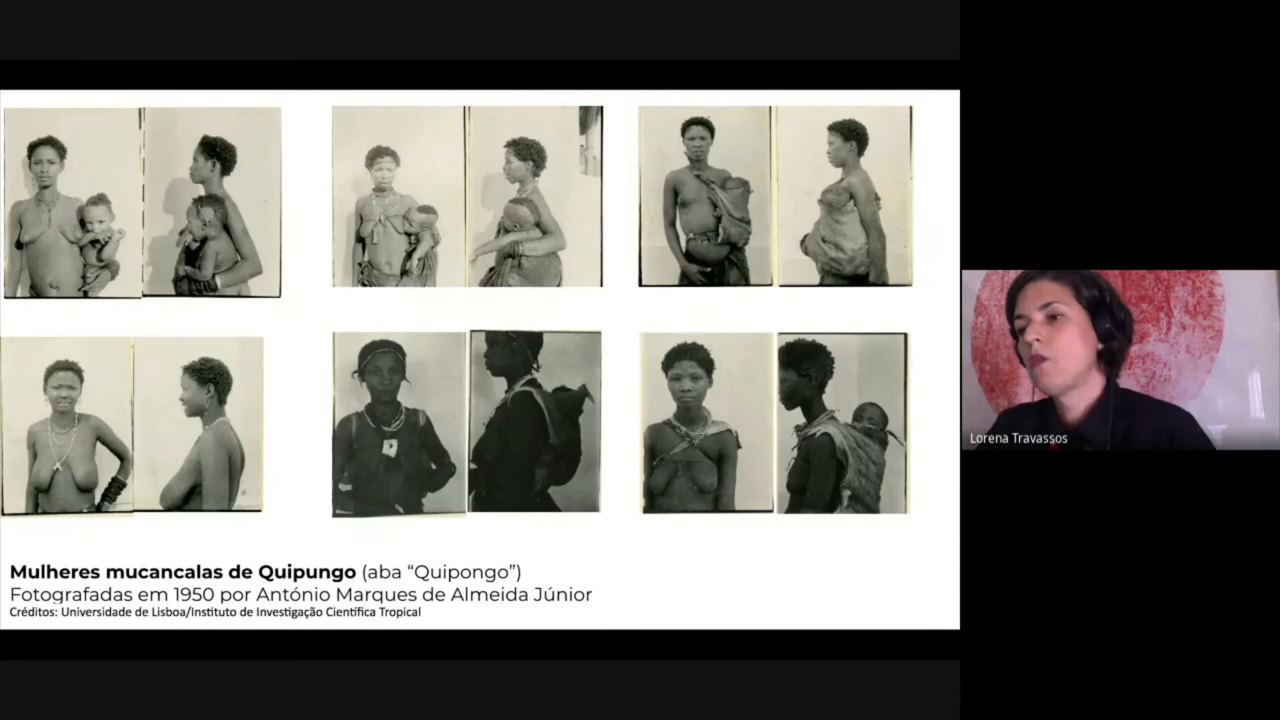 Mulheres mucancalas de Quipungo (aba “Quipongo”)
Fotografadas em 1950 por António Marques de Almeida Júnior
Créditos: Universidade de Lisboa/Instituto de Investigação Científica Tropical
Lorena Travassos